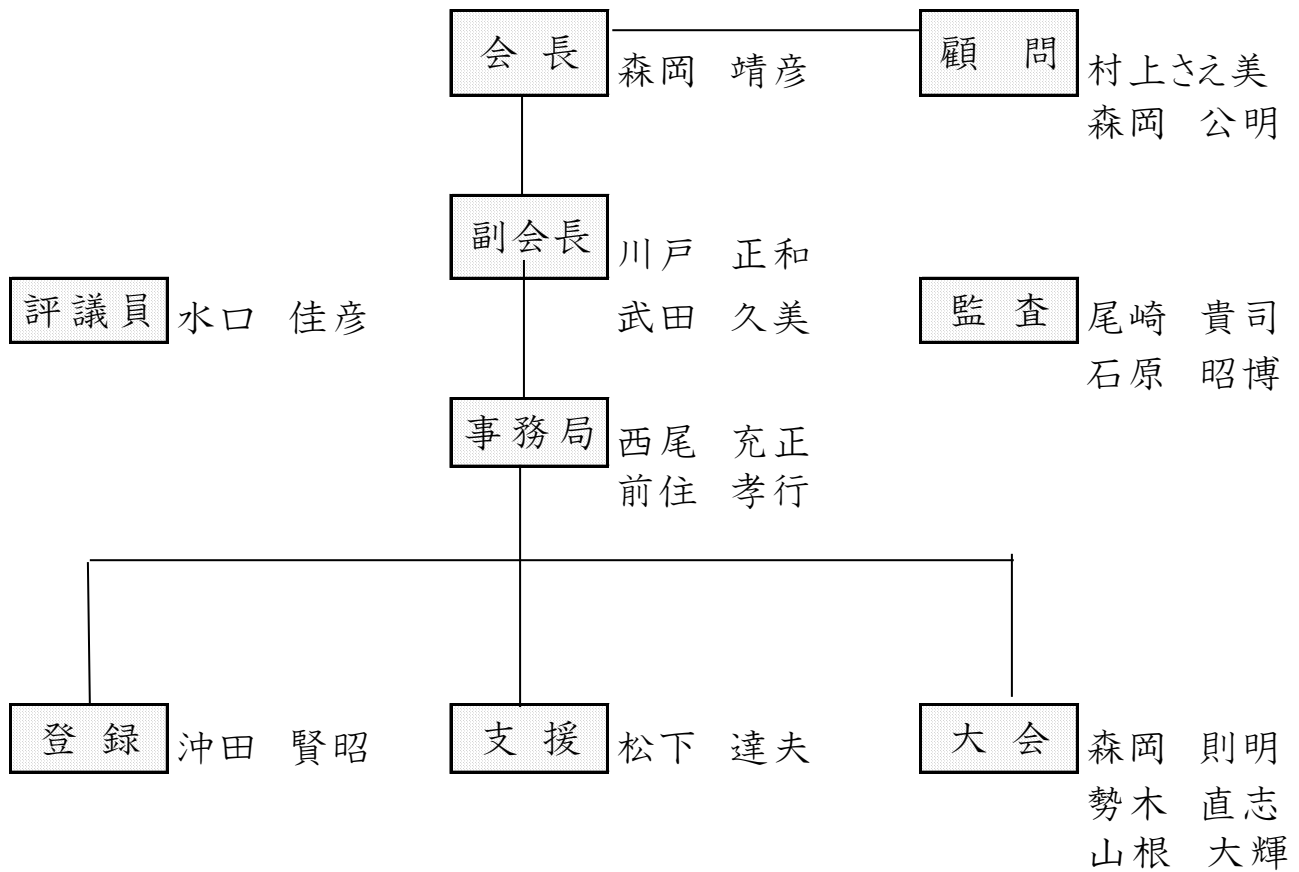 会 長 森岡 靖彦 顧 問 村上さえ美
森岡 公明
副会長 川戸 正和
評議員 水口 佳彦 武田 久美 監 査 尾崎 貴司
石原 昭博
事務局 西尾 充正
前住 孝行
登 録 沖田 賢昭 支 援 松下 達夫 大 会 森岡 則明
勢木 直志
山根 大輝